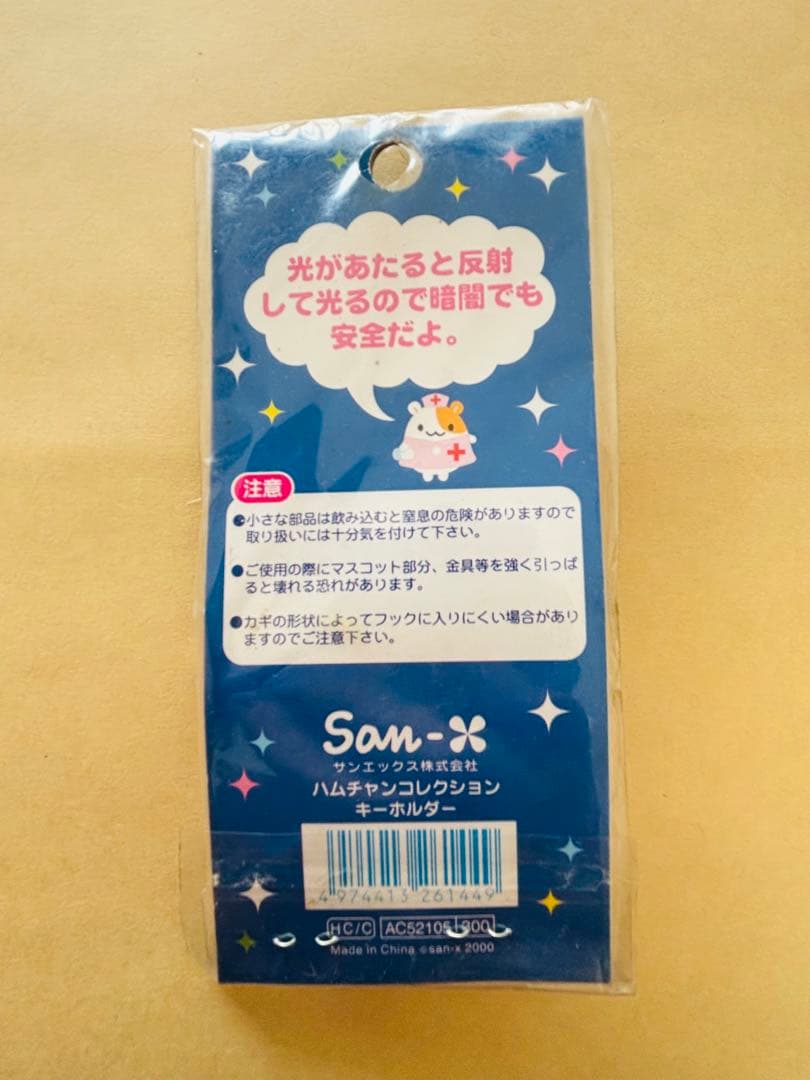 光があたると反射
して光るので暗闇でも
安全だよ。
注意
●小さな部品は飲み込むと窒息の危険がありますので
取り扱いには十分気を付けて下さい。
●ご使用の際にマスコット部分、金具等を強く引っぱ
ると壊れる恐れがあります。
●カギの形状によってフックに入りにくい場合があり
ますのでご注意下さい。
San-X
サンエックス株式会社
ハムチャンコレクション
キーホルダー
4 974413 261449
HC/C AC52105 300
Made in China ©san-x 2000